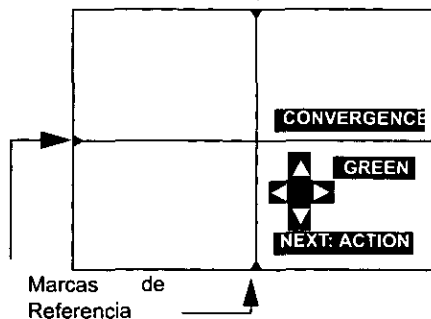 CONVERGENCE
GREEN
NEXT: ACTION
Marcas de
Referencia